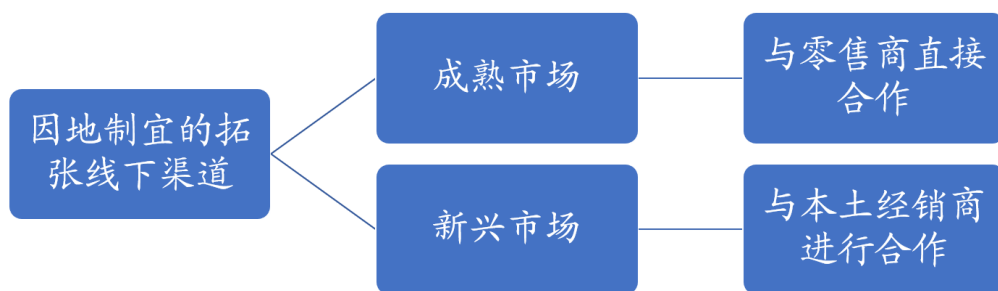 因地制宜的拓
张线下渠道
成熟市场
与零售商直接
合作
新兴市场
与本土经销商
进行合作